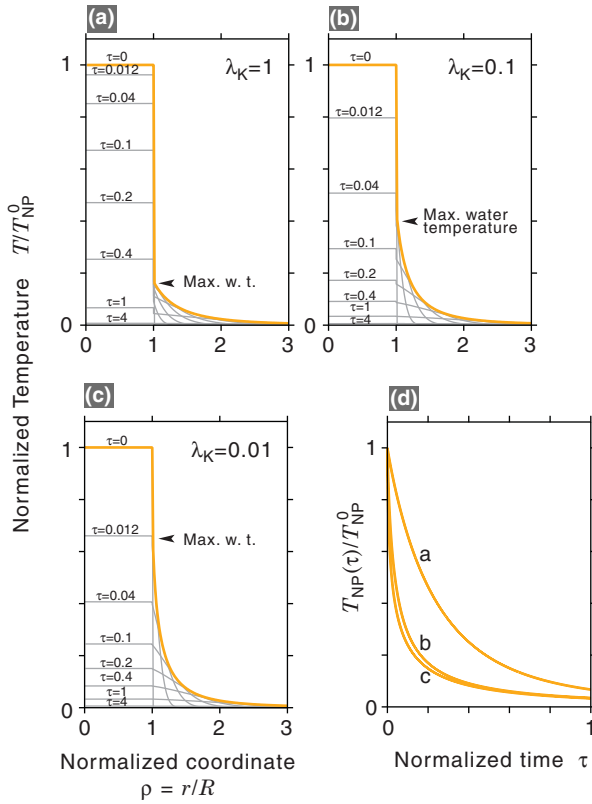 (a)
1
τ=0
λK=1
τ=0.012
τ=0.04
τ=0.1
τ=0.2
τ=0.4
Max. w. t.
τ=1
τ=4
0
0 1 2 3
(b)
1
τ=0
λK=0.1
τ=0.012
τ=0.04
Max. water
temperature
τ=0.1
τ=0.2
τ=0.4
τ=1
τ=4
0
0 1 2 3
Normalized Temperature T/T⁰NP
(c)
1
τ=0
λK=0.01
τ=0.012
Max. w. t.
τ=0.04
τ=0.1
τ=0.2
τ=0.4
τ=1
τ=4
0
0 1 2 3
Normalized coordinate
ρ = r/R
(d)
TNP(τ)/T⁰NP
1
a
b
c
0
0 1
Normalized time τ